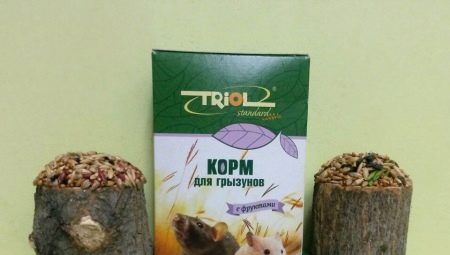 TRIOL
standard
КОРМ
для грызунов
с фруктами